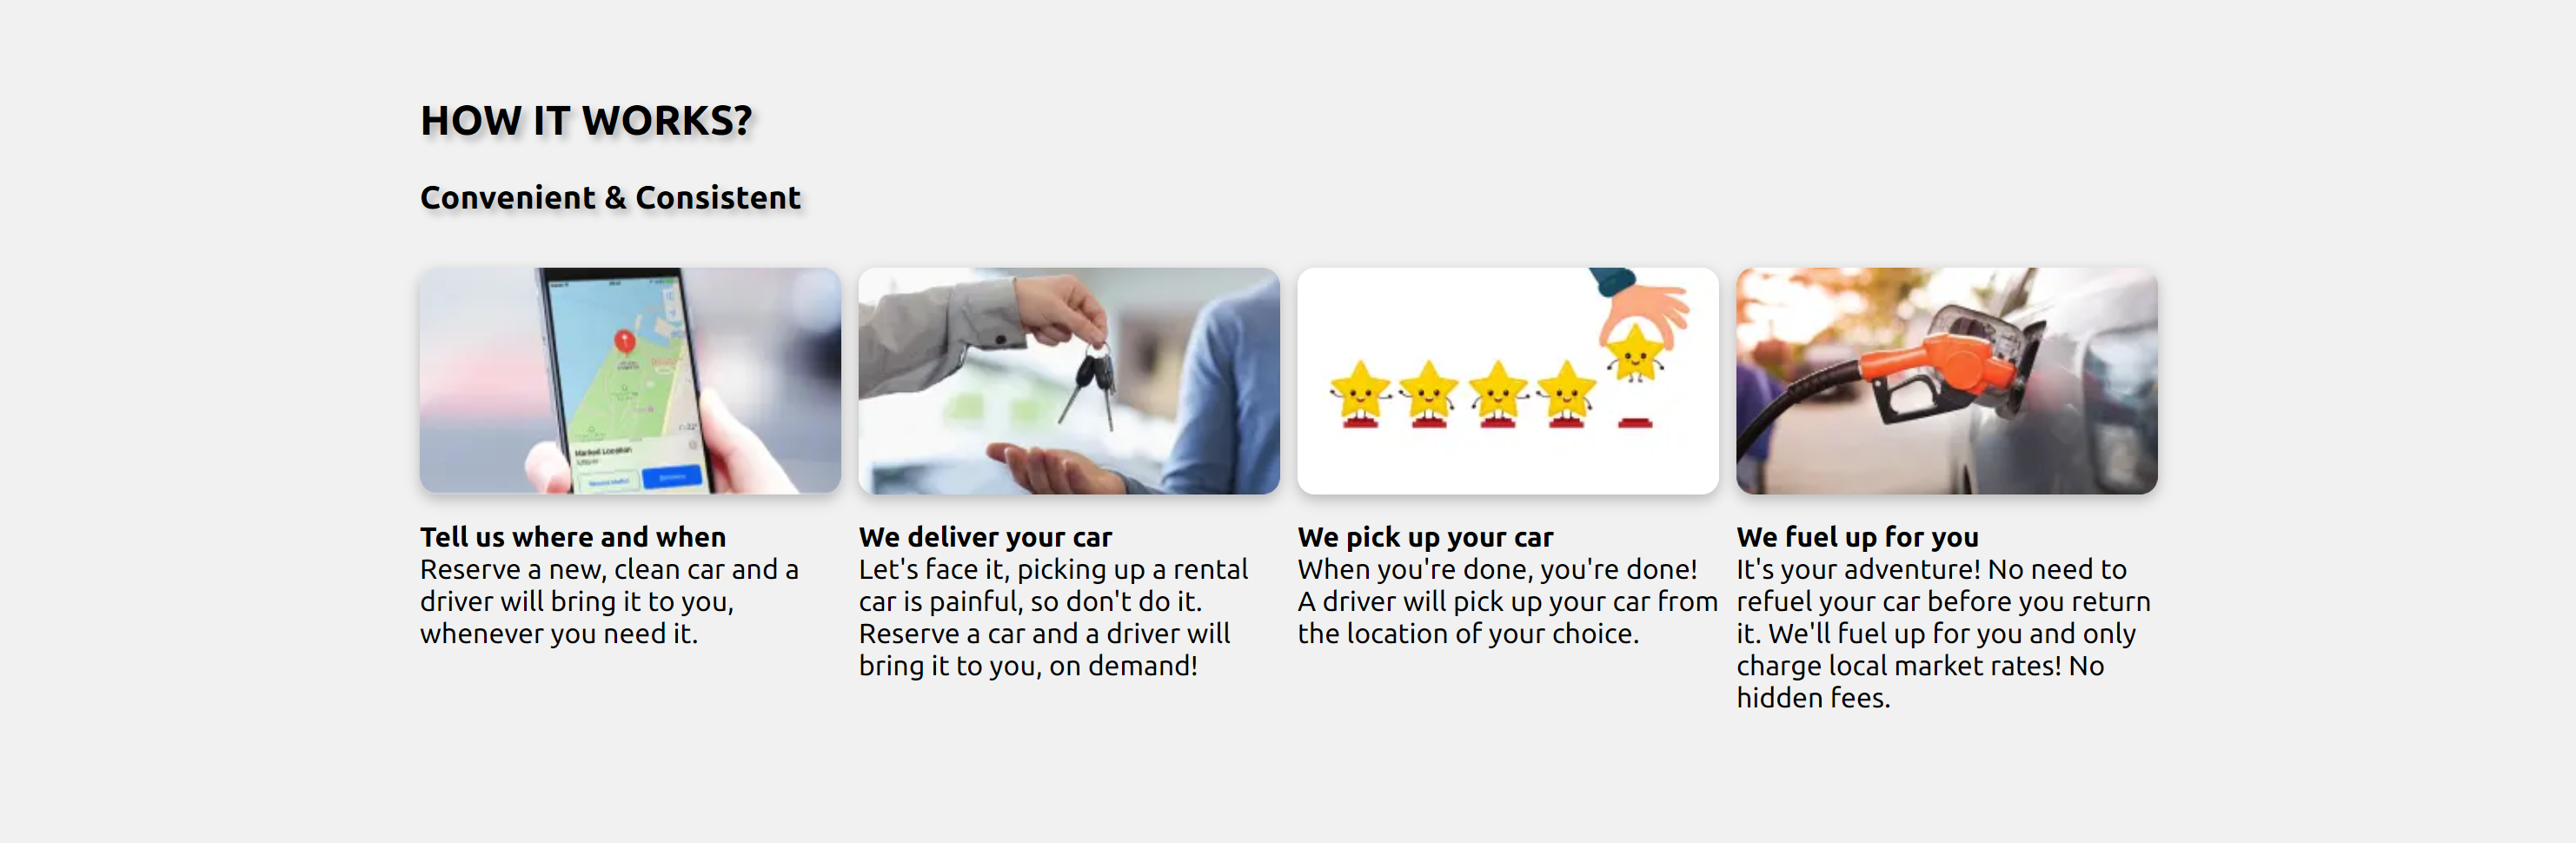 HOW IT WORKS?
Convenient & Consistent
Marked Location
Tell us where and when
Reserve a new, clean car and a
driver will bring it to you,
whenever you need it.
We deliver your car
Let's face it, picking up a rental
car is painful, so don't do it.
Reserve a car and a driver will
bring it to you, on demand!
We pick up your car
When you're done, you're done!
A driver will pick up your car from
the location of your choice.
We fuel up for you
It's your adventure! No need to
refuel your car before you return
it. We'll fuel up for you and only
charge local market rates! No
hidden fees.